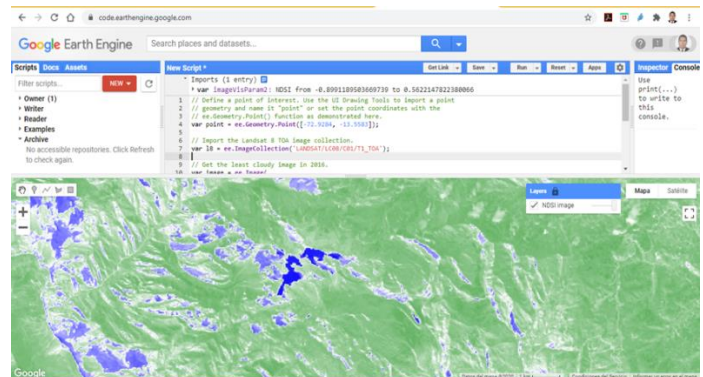 code.earthengine.google.com
Google Earth Engine
Search places and datasets...
Scripts Docs Assets
New Script *
Get Link Save Run Reset Apps
Inspector Console
Filter scripts...
NEW
Owner (1)
Writer
Reader
Examples
Archive
No accessible repositories. Click Refresh
to check again.
Imports (1 entry)
var imageVisParam2: NDSI from -0.8991189503669739 to 0.5622147822380066
1 // Define a point of interest. Use the UI Drawing Tools to import a point
2 // geometry and name it "point" or set the point coordinates with the
3 // ee.Geometry.Point() function as demonstrated here.
4 var point = ee.Geometry.Point([-72.9284, -13.5583]);
5
6 // Import the Landsat 8 TOA image collection.
7 var l8 = ee.ImageCollection('LANDSAT/LC08/C01/T1_TOA');
8
9 // Get the least cloudy image in 2016.
10 var image = ee.Image(
Use
print(...)
to write to
this
console.
Layers
NDSI image
Mapa Satélite
Google